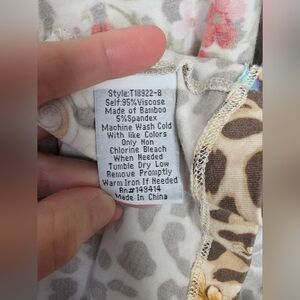 Style:T18922-8
Self:95%Viscose
Made of Bamboo
5%Spandex
Machine Wash Cold
With like Colors
Only Non
Chlorine Bleach
When Needed
Tumble Dry Low
Remove Promptly
Warm Iron If Needed
Rn#149414
Made In China